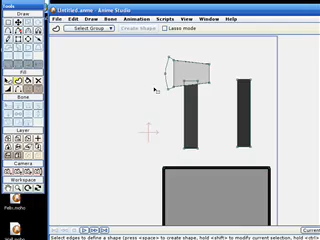 Tools
Untitled.anme - Anime Studio
File Edit Draw Bone Animation Scripts View Window Help
Draw
Select Group
Create Shape
Lasso mode
Fill
Bone
Layer
Camera
Workspace
Current
Select edges to define a shape (press <space> to create shape, hold <shift> to modify current selection, hold <alt